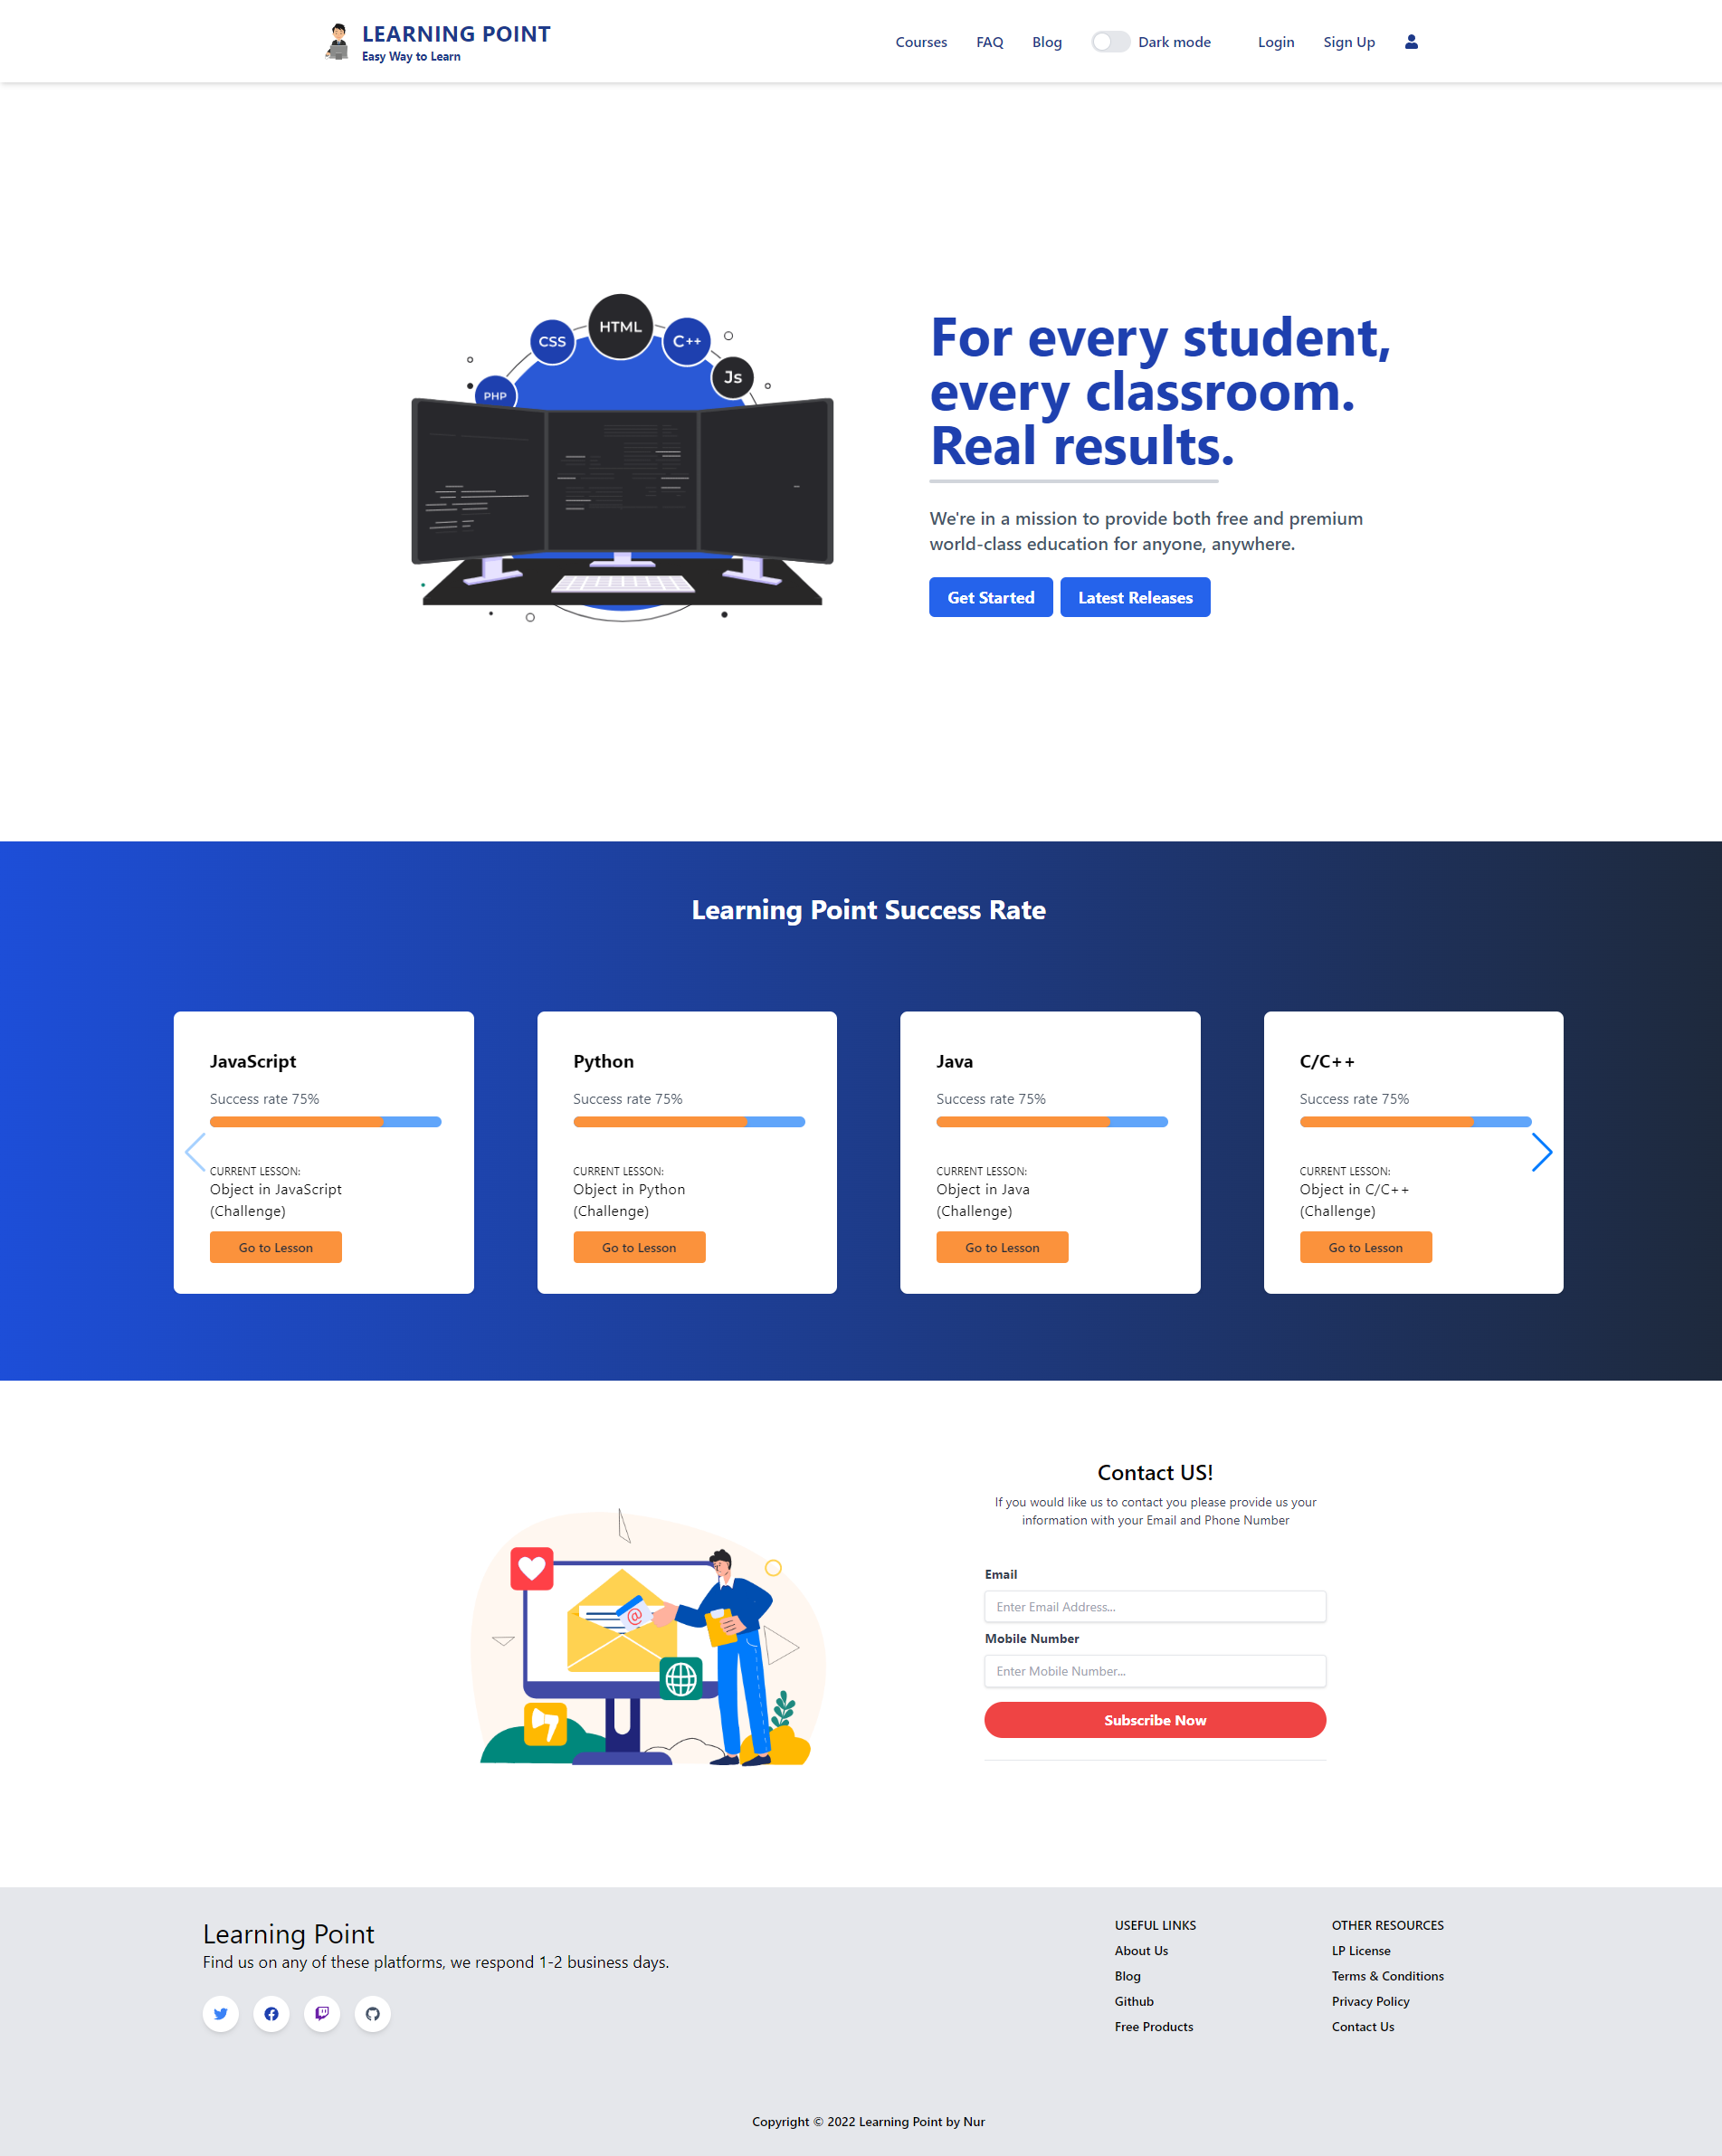 LEARNING POINT
Easy Way to Learn
Courses
FAQ
Blog
Dark mode
Login
Sign Up
HTML
CSS
C++
Js
PHP
For every student,
every classroom.
Real results.
We're in a mission to provide both free and premium
world-class education for anyone, anywhere.
Get Started
Latest Releases
Learning Point Success Rate
JavaScript
Success rate 75%
CURRENT LESSON:
Object in JavaScript
(Challenge)
Go to Lesson
Python
Success rate 75%
CURRENT LESSON:
Object in Python
(Challenge)
Go to Lesson
Java
Success rate 75%
CURRENT LESSON:
Object in Java
(Challenge)
Go to Lesson
C/C++
Success rate 75%
CURRENT LESSON:
Object in C/C++
(Challenge)
Go to Lesson
@
Contact US!
If you would like us to contact you please provide us your
information with your Email and Phone Number
Email
Enter Email Address...
Mobile Number
Enter Mobile Number...
Subscribe Now
Learning Point
Find us on any of these platforms, we respond 1-2 business days.
USEFUL LINKS
About Us
Blog
Github
Free Products
OTHER RESOURCES
LP License
Terms & Conditions
Privacy Policy
Contact Us
Copyright © 2022 Learning Point by Nur